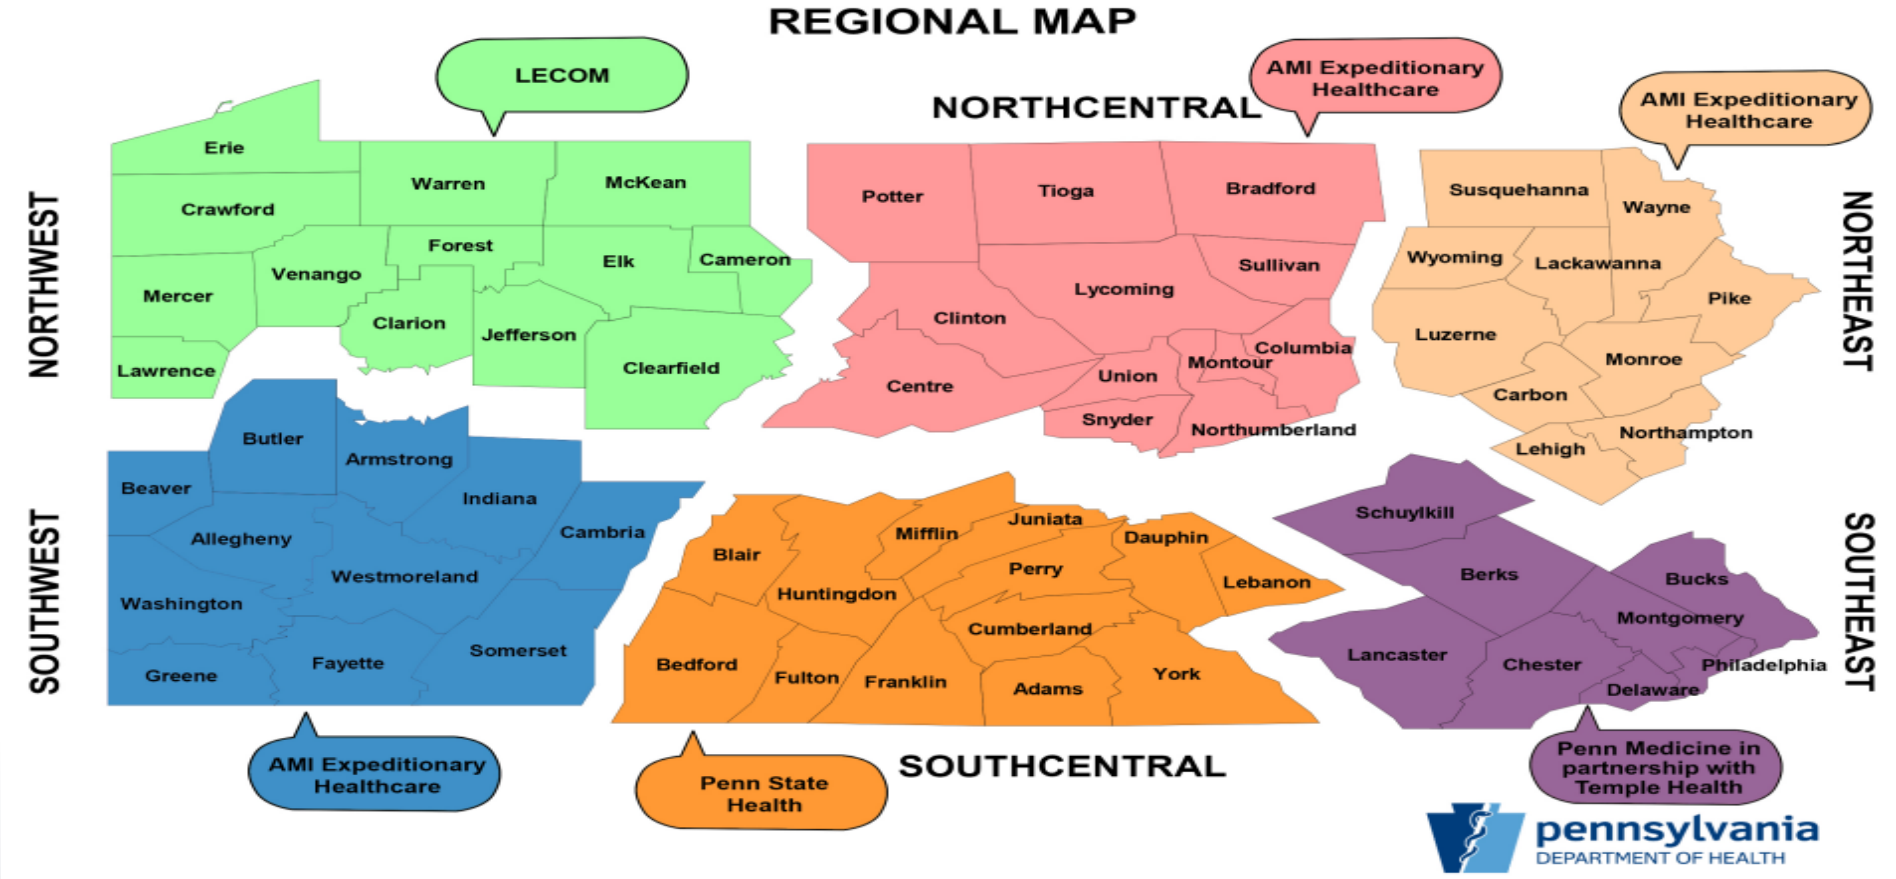 REGIONAL MAP
LECOM
AMI Expeditionary
Healthcare
NORTHCENTRAL
AMI Expeditionary
Healthcare
NORTHWEST
Erie
Warren
McKean
Crawford
Forest
Elk
Cameron
Venango
Mercer
Clarion
Jefferson
Lawrence
Clearfield
Potter
Tioga
Bradford
Sullivan
Lycoming
Clinton
Columbia
Montour
Union
Centre
Snyder
Northumberland
Susquehanna
Wayne
Wyoming
Lackawanna
Pike
Luzerne
Monroe
Carbon
Northampton
Lehigh
NORTHEAST
SOUTHWEST
Butler
Armstrong
Beaver
Indiana
Cambria
Allegheny
Westmoreland
Washington
Somerset
Fayette
Greene
AMI Expeditionary
Healthcare
Juniata
Mifflin
Dauphin
Blair
Perry
Lebanon
Huntingdon
Cumberland
Bedford
Fulton
Franklin
Adams
York
Penn State
Health
SOUTHCENTRAL
Schuylkill
Berks
Bucks
Montgomery
Lancaster
Chester
Philadelphia
Delaware
SOUTHEAST
Penn Medicine in
partnership with
Temple Health
pennsylvania
DEPARTMENT OF HEALTH